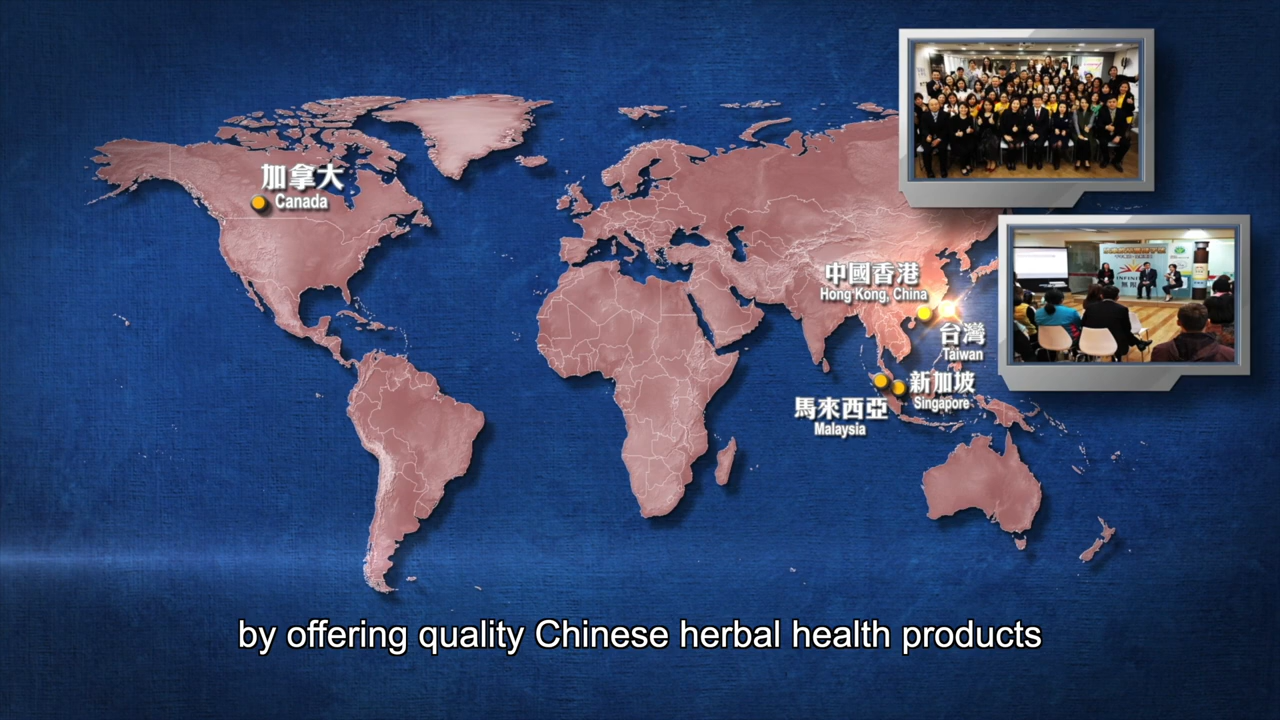 加拿大
Canada
中國香港
Hong Kong, China
台灣
Taiwan
新加坡
Singapore
馬來西亞
Malaysia
by offering quality Chinese herbal health products